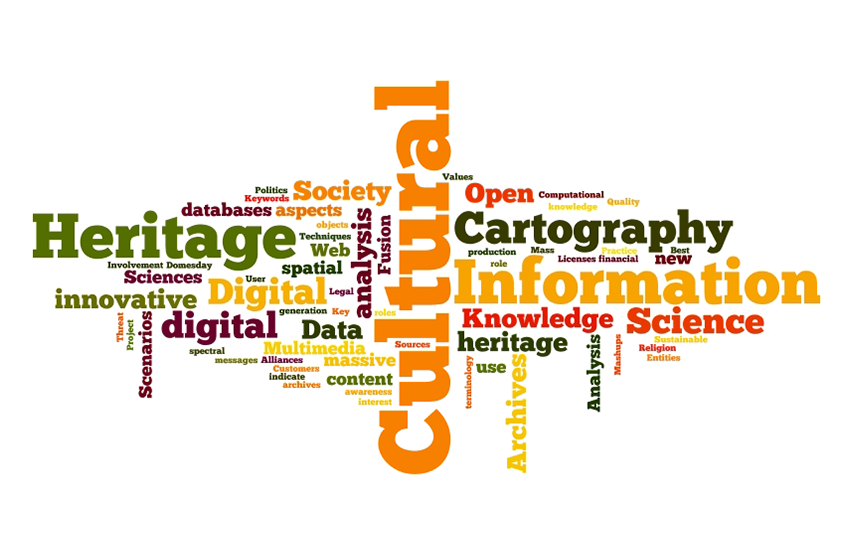 Cultural
Politics
Keywords
Society
databases
aspects
objects
Heritage
Techniques
Web
analysis
Fusion
Involvement
Domesday
Sciences
User
spatial
innovative
Digital
Legal
generation
Key
roles
Threat
Project
Scenarios
digital
Data
spectral
Multimedia
Sources
messages
Alliances
massive
Customers
indicate
archives
content
awareness
interest
Values
Open
Computational
knowledge
Quality
Cartography
production
Mass
Practice
Best
role
Licenses
financial
new
Information
Knowledge
Science
heritage
Sustainable
Religion
Entities
use
terminology
Archives
Analysis
Mashups